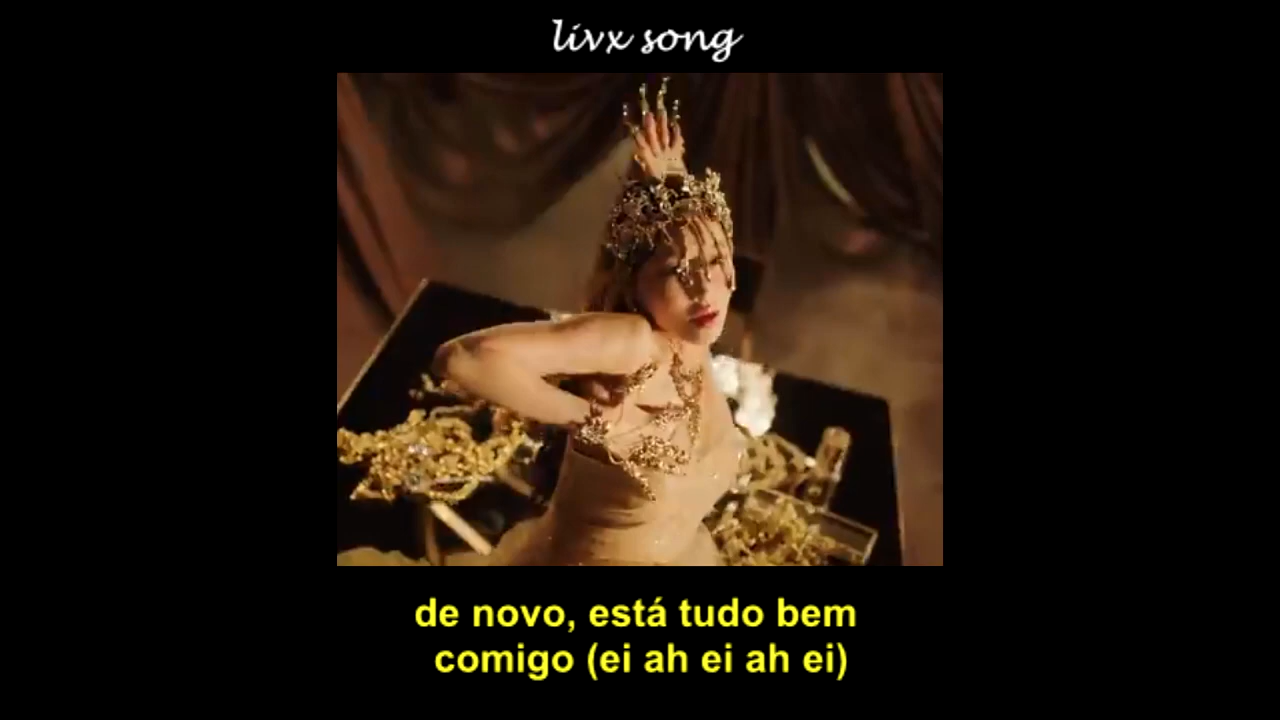 livx song
de novo, está tudo bem
comigo (ei ah ei ah ei)